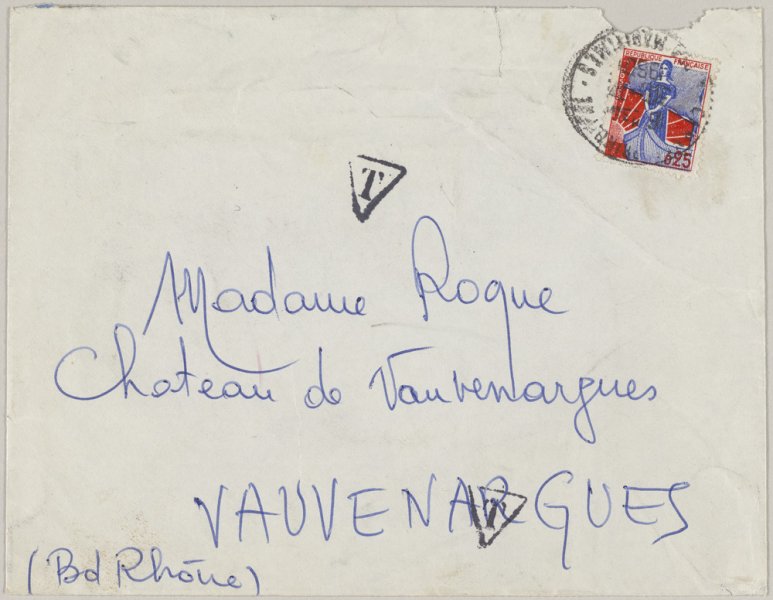 REPUBLIQUE FRANÇAISE
0,25
T
Madame Roque
Chateau de Vauvenargues
VAUVENARGUES
T
(Bd Rhône)